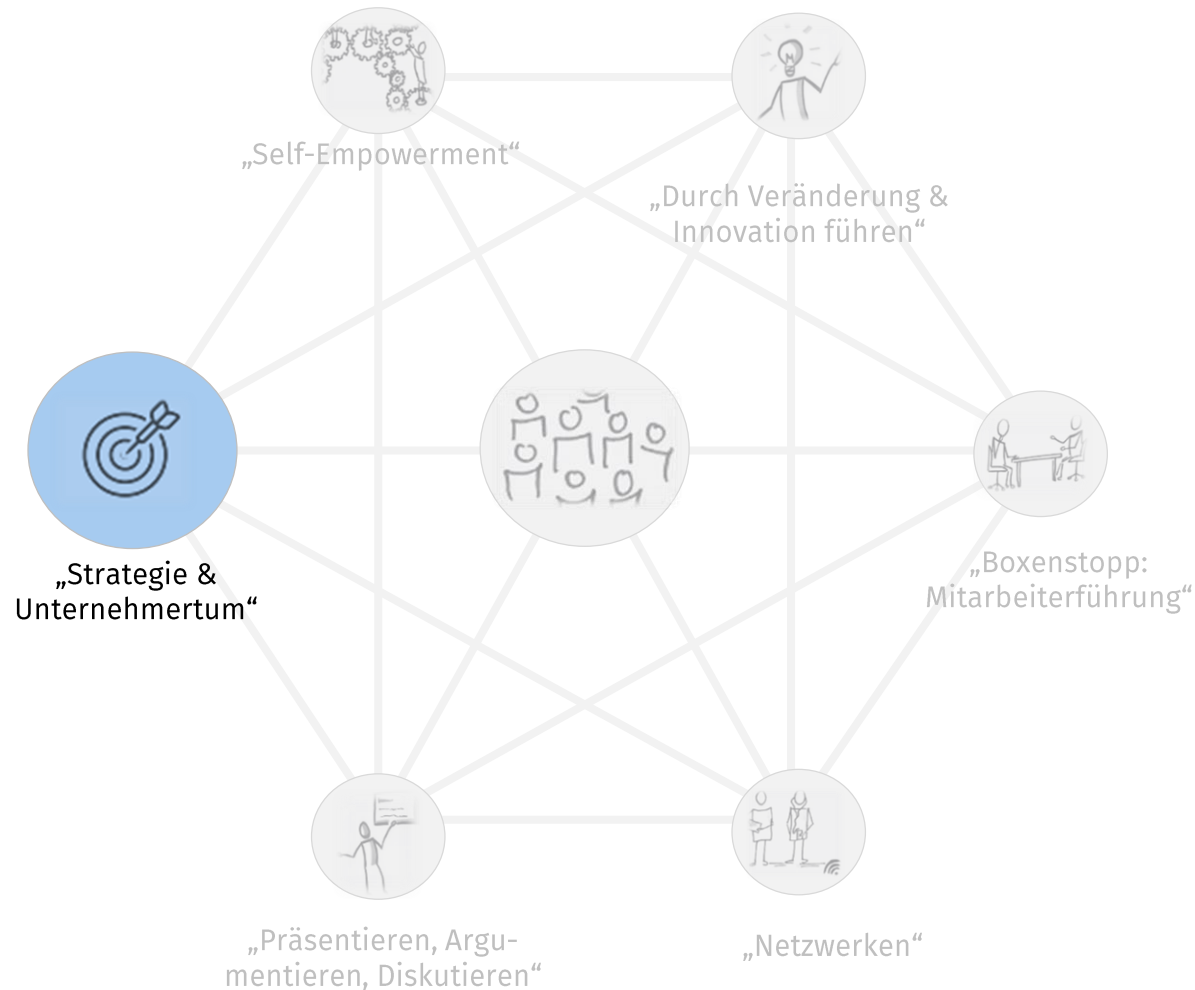 „Self-Empowerment“
„Durch Veränderung &
Innovation führen“
„Strategie &
Unternehmertum“
„Boxenstopp:
Mitarbeiterführung“
„Präsentieren, Argu-
mentieren, Diskutieren“
„Netzwerken“